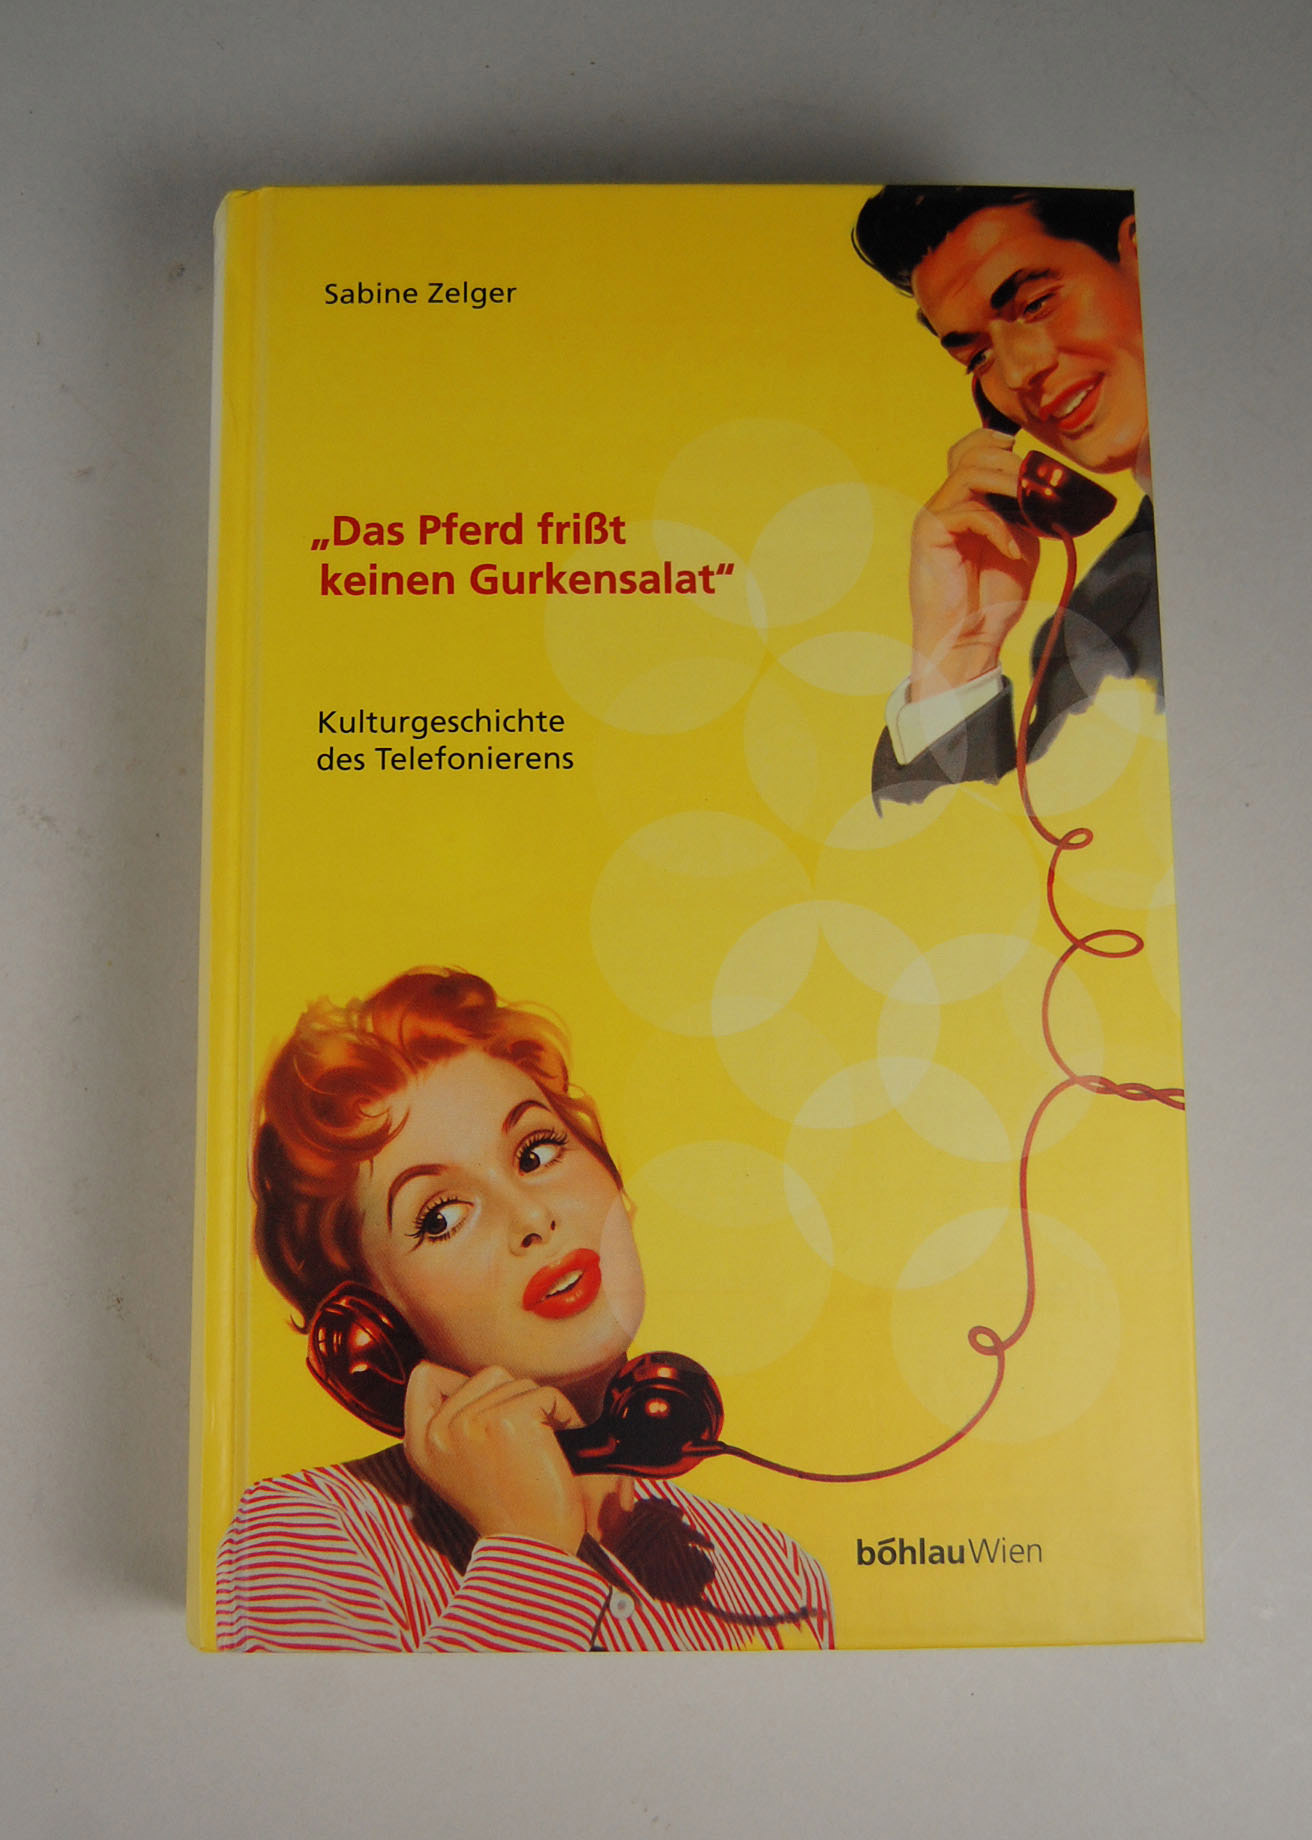 Sabine Zelger
„Das Pferd frißt
keinen Gurkensalat“
Kulturgeschichte
des Telefonierens
böhlauWien